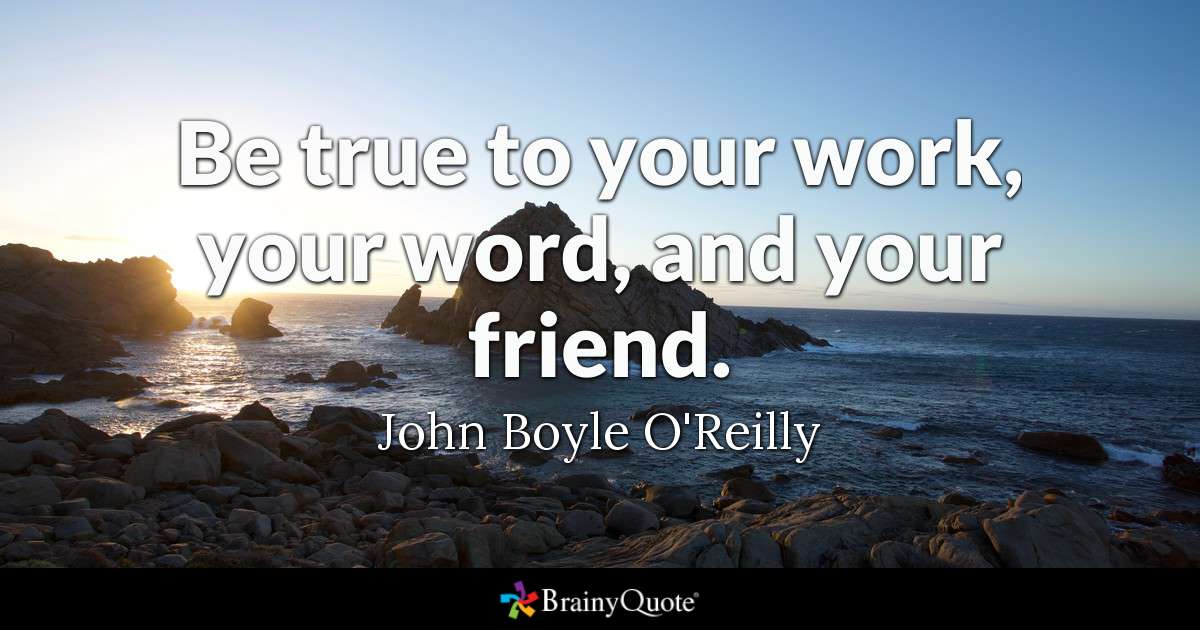 Be true to your work,
your word, and your
friend.
John Boyle O'Reilly
BrainyQuote®